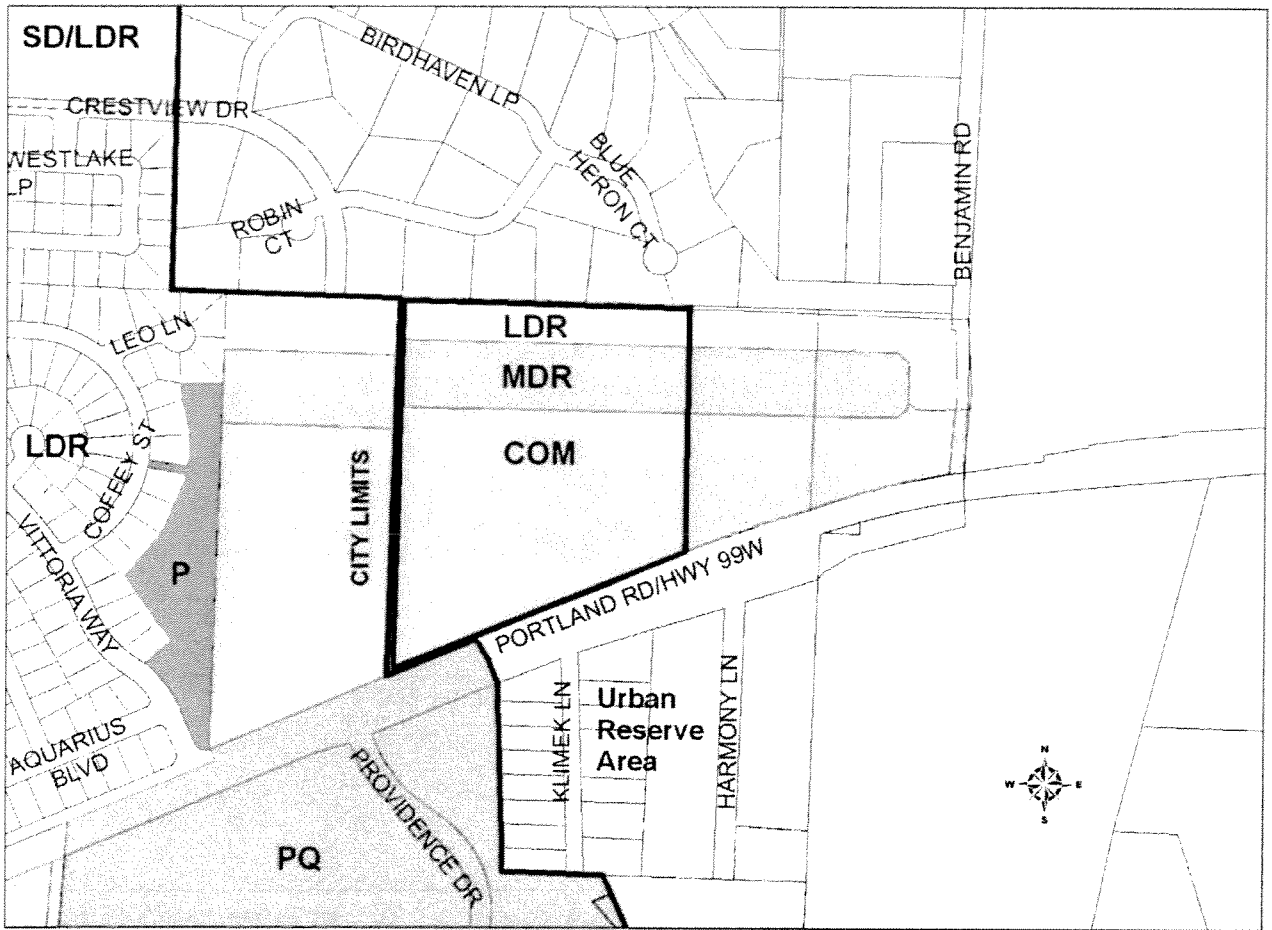 SD/LDR
BIRDHAVEN LP
CRESTVIEW DR
WESTLAKE
LP
BLUE
HERON CT
BENJAMIN RD
ROBIN
CT
LEO LN
LDR
MDR
LDR
COFFEY ST
CITY LIMITS
COM
VITTORIA WAY
P
PORTLAND RD/HWY 99W
KLIMEK LN
Urban
Reserve
Area
HARMONY LN
AQUARIUS
BLVD
PROVIDENCE DR
PQ
N
W
E
S